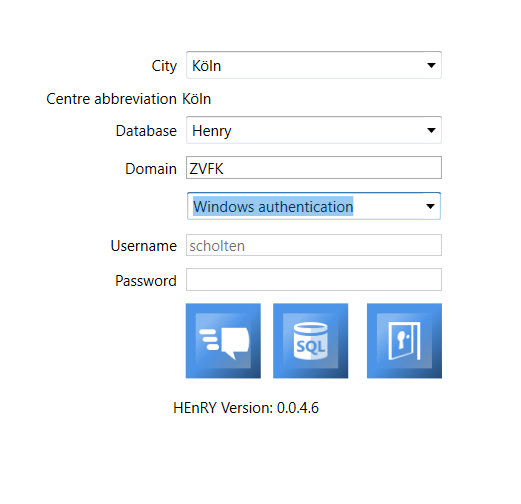 City Köln
Centre abbreviation Köln
Database Henry
Domain ZVFK
Windows authentication
Username scholten
Password
SQL
HEnRY Version: 0.0.4.6